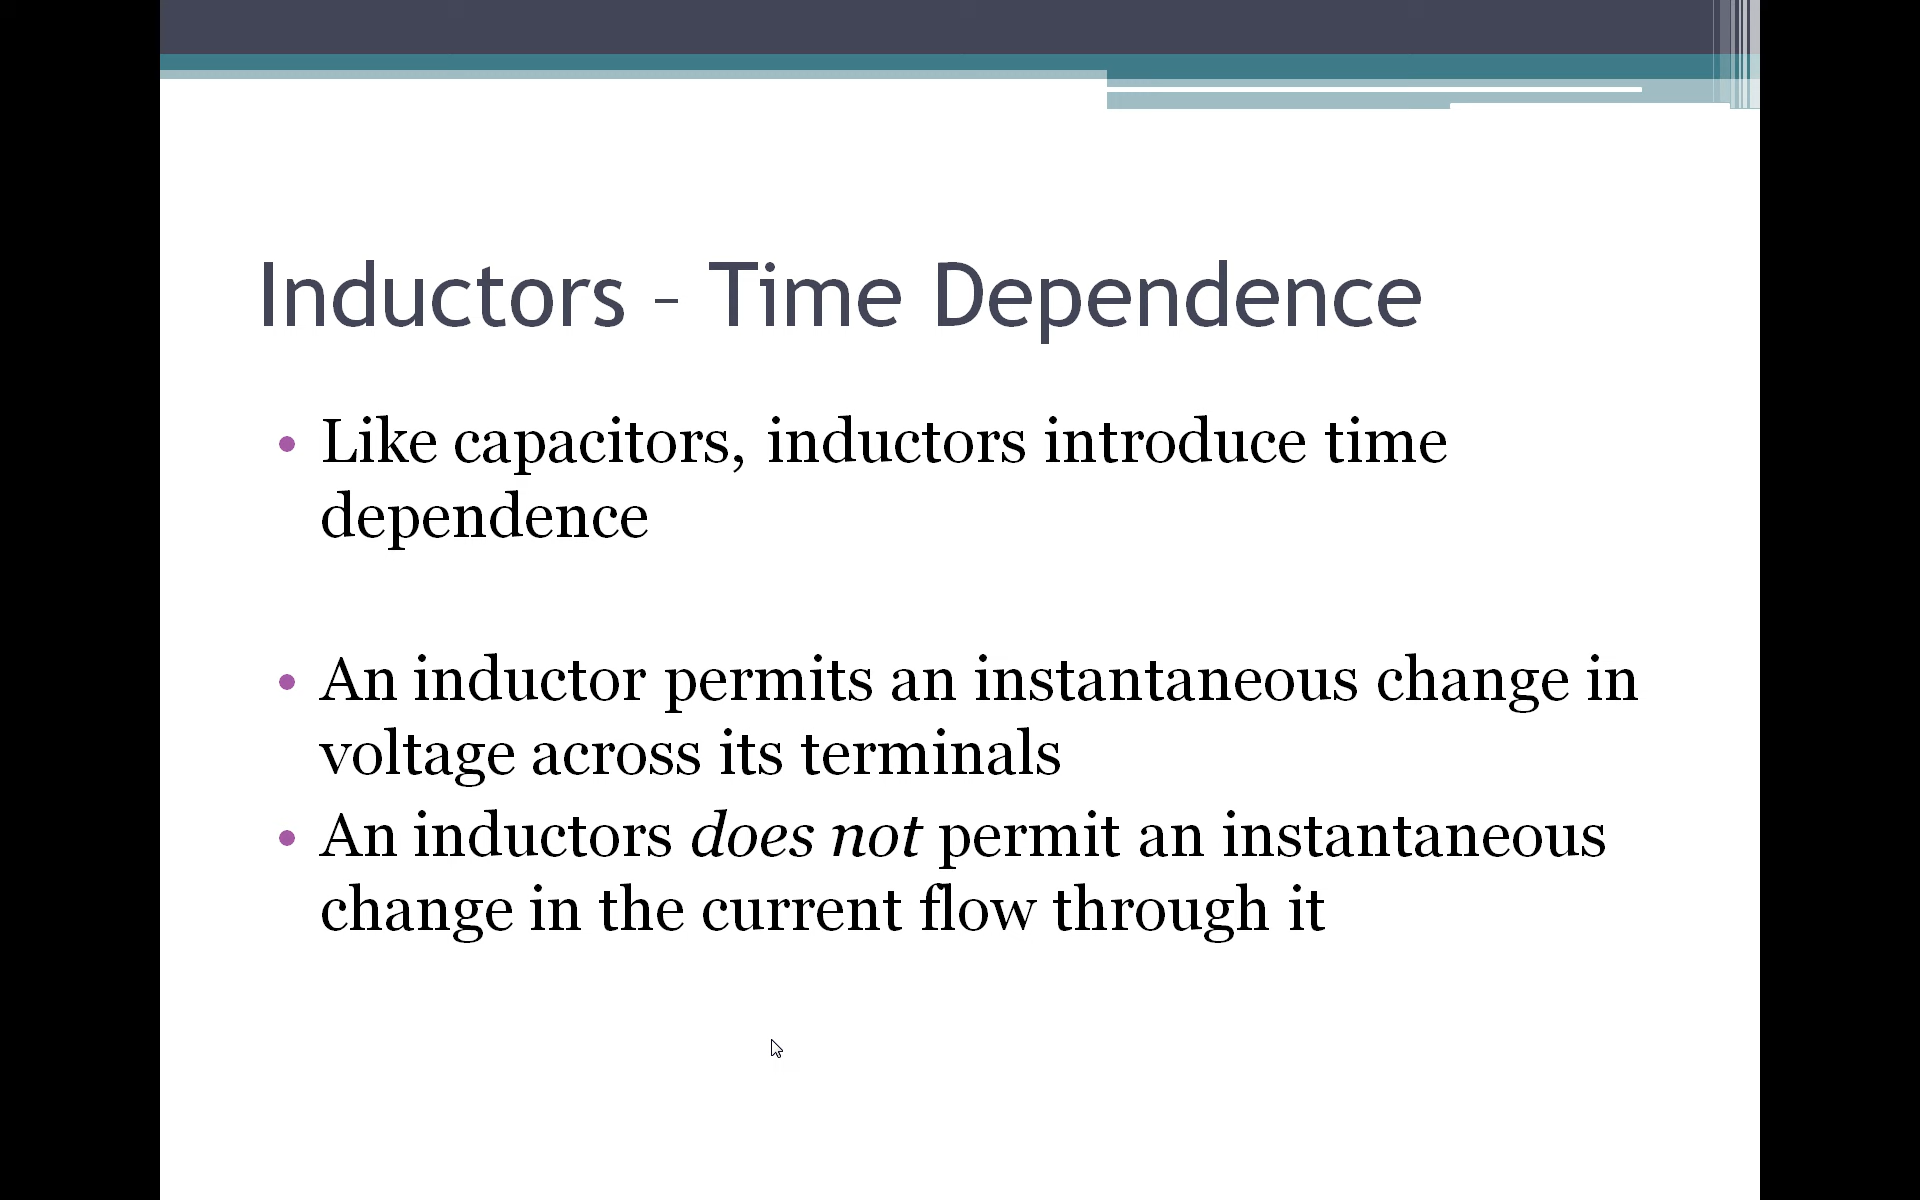 Inductors – Time Dependence
• Like capacitors, inductors introduce time
dependence
• An inductor permits an instantaneous change in
voltage across its terminals
• An inductors does not permit an instantaneous
change in the current flow through it